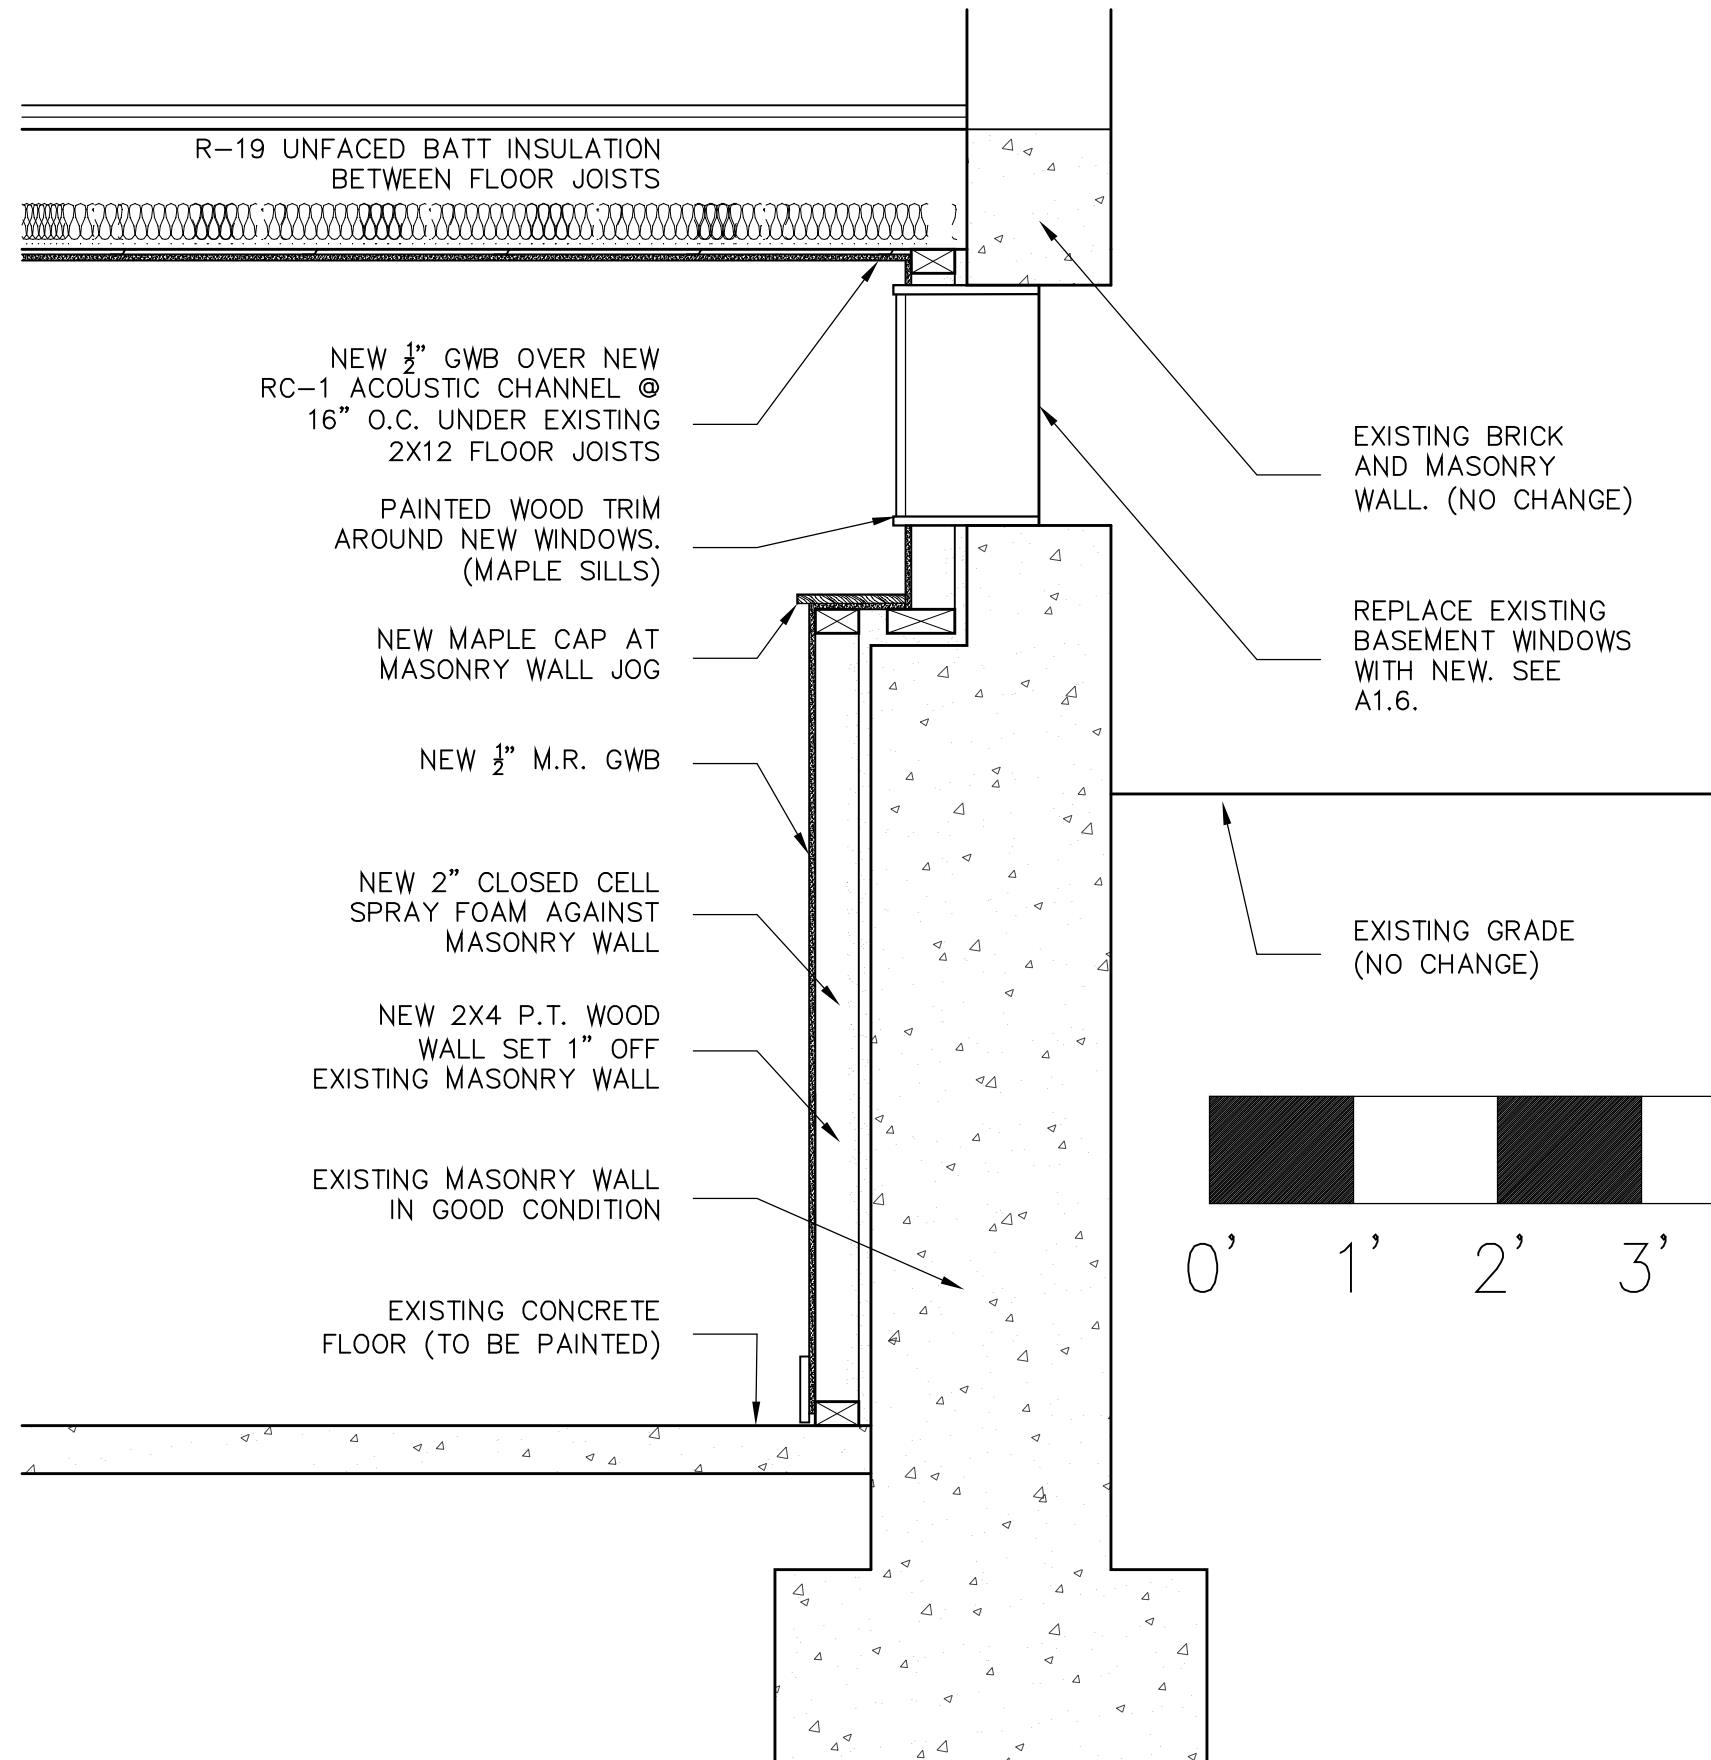 R-19 UNFACED BATT INSULATION
BETWEEN FLOOR JOISTS
NEW ½" GWB OVER NEW
RC-1 ACOUSTIC CHANNEL @
16" O.C. UNDER EXISTING
2X12 FLOOR JOISTS
PAINTED WOOD TRIM
AROUND NEW WINDOWS.
(MAPLE SILLS)
NEW MAPLE CAP AT
MASONRY WALL JOG
NEW ½" M.R. GWB
NEW 2" CLOSED CELL
SPRAY FOAM AGAINST
MASONRY WALL
NEW 2X4 P.T. WOOD
WALL SET 1" OFF
EXISTING MASONRY WALL
EXISTING MASONRY WALL
IN GOOD CONDITION
EXISTING CONCRETE
FLOOR (TO BE PAINTED)
EXISTING BRICK
AND MASONRY
WALL. (NO CHANGE)
REPLACE EXISTING
BASEMENT WINDOWS
WITH NEW. SEE
A1.6.
EXISTING GRADE
(NO CHANGE)
0' 1' 2' 3'